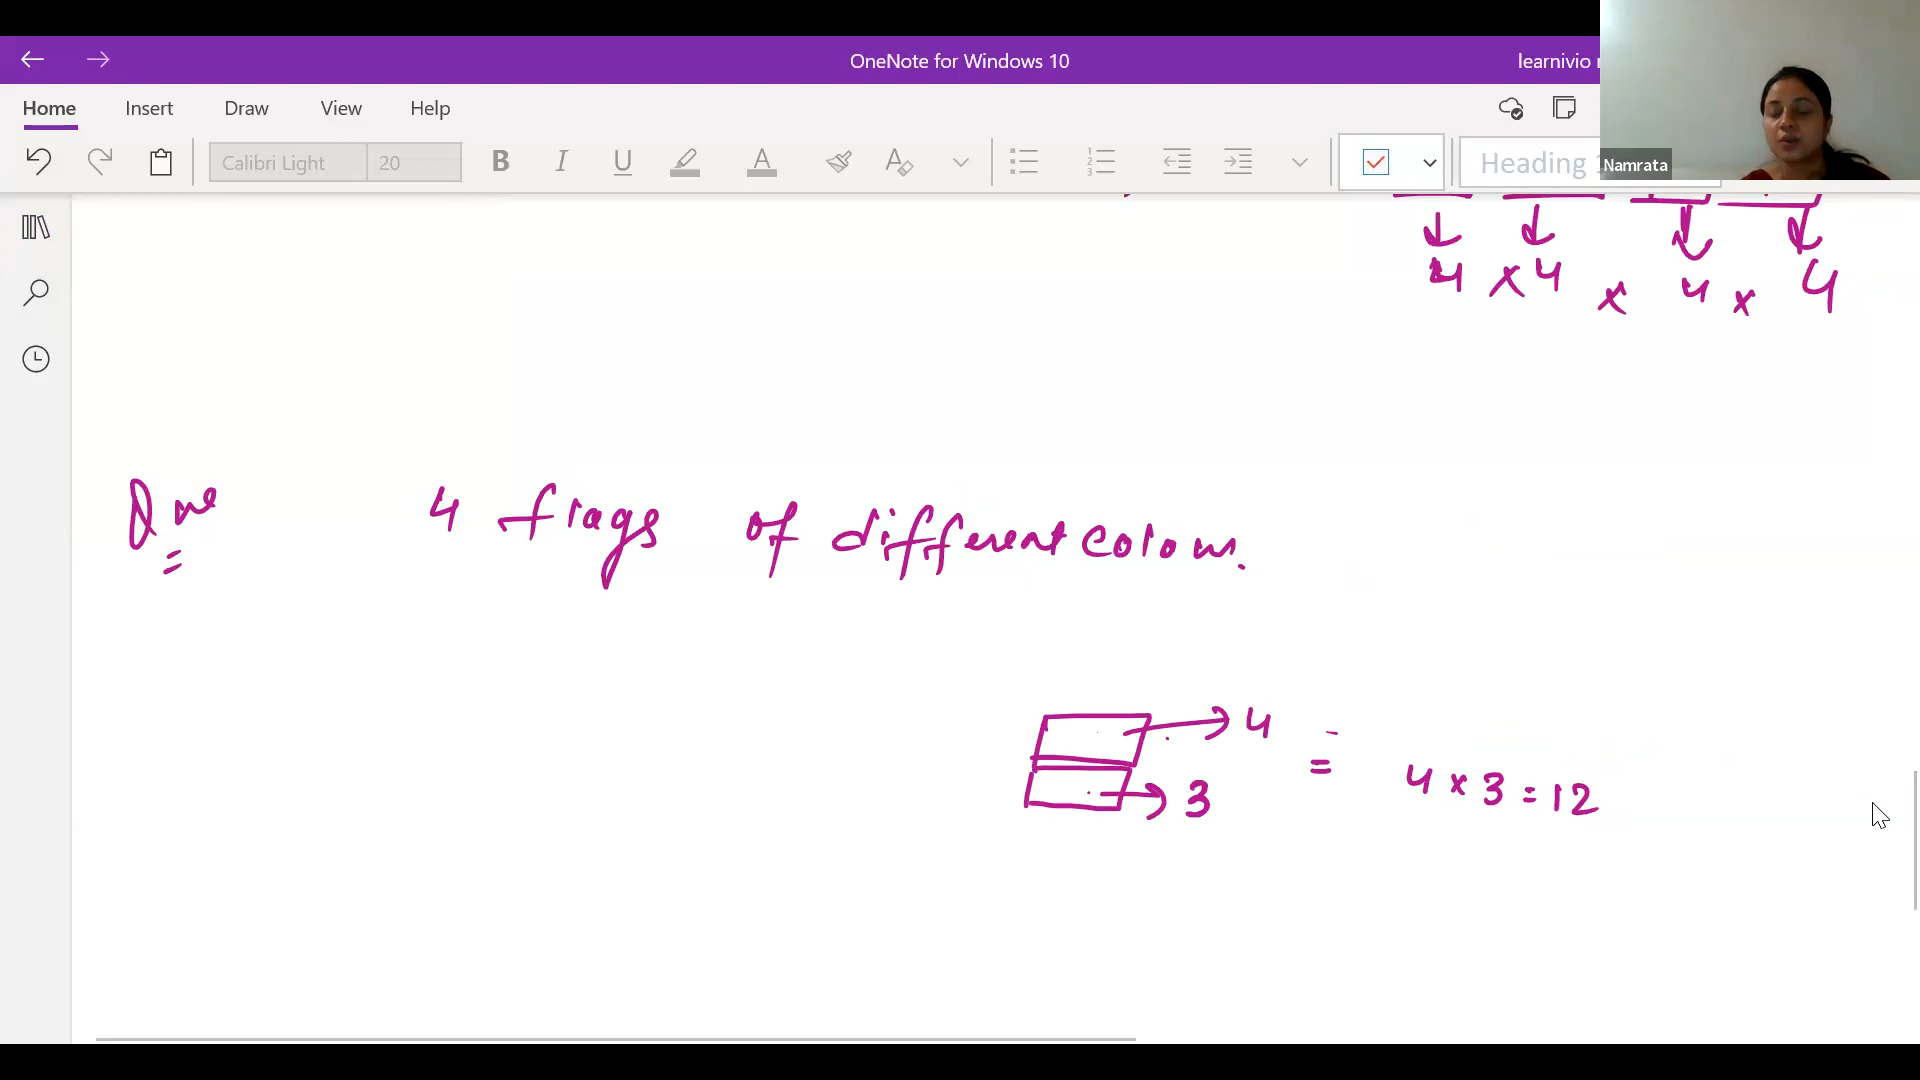 OneNote for Windows 10
learnivio
Home Insert Draw View Help
Calibri Light 20 B I U A Heading
Namrata
4 x 4 x 4 x 4
Que 4 flags of different colours.
4
= 4 x 3 = 12
3